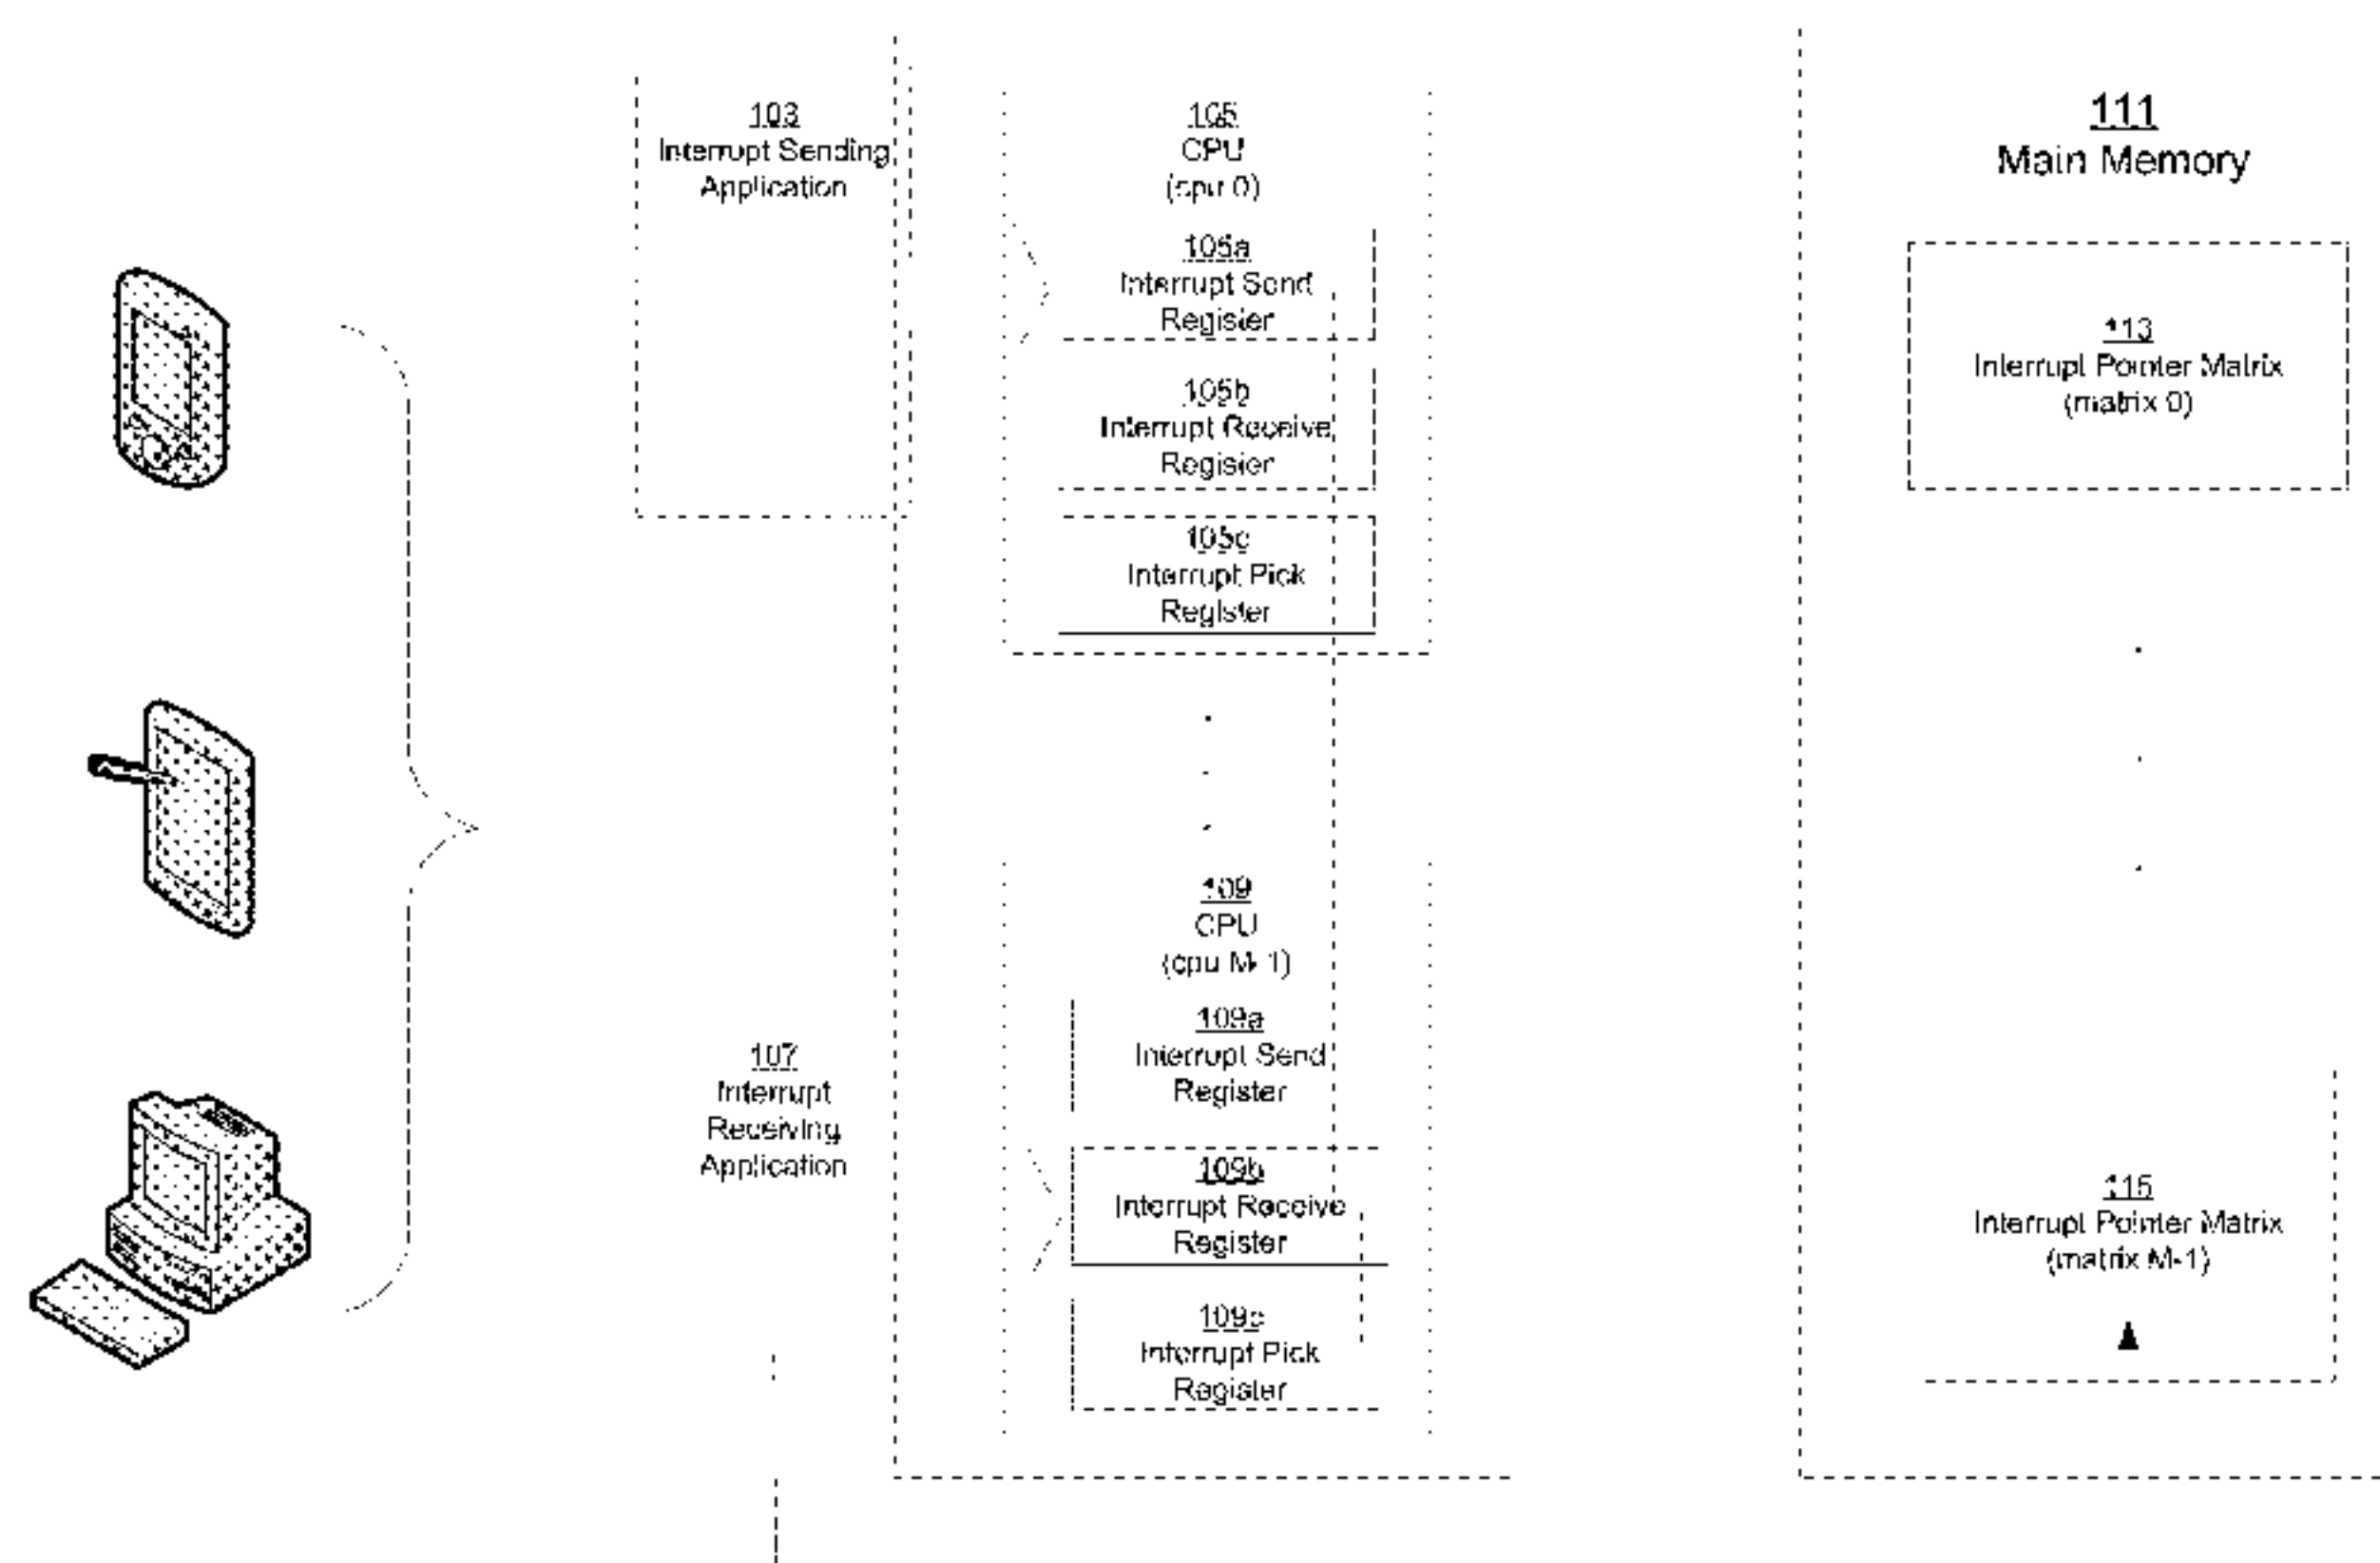 103
Interrupt Sending
Application
105
CPU
(cpu 0)
105a
Interrupt Send
Register
105b
Interrupt Receive
Register
105c
Interrupt Pick
Register
109
CPU
(cpu M-1)
109a
Interrupt Send
Register
109b
Interrupt Receive
Register
109c
Interrupt Pick
Register
107
Interrupt
Receiving
Application
111
Main Memory
113
Interrupt Pointer Matrix
(matrix 0)
115
Interrupt Pointer Matrix
(matrix M-1)